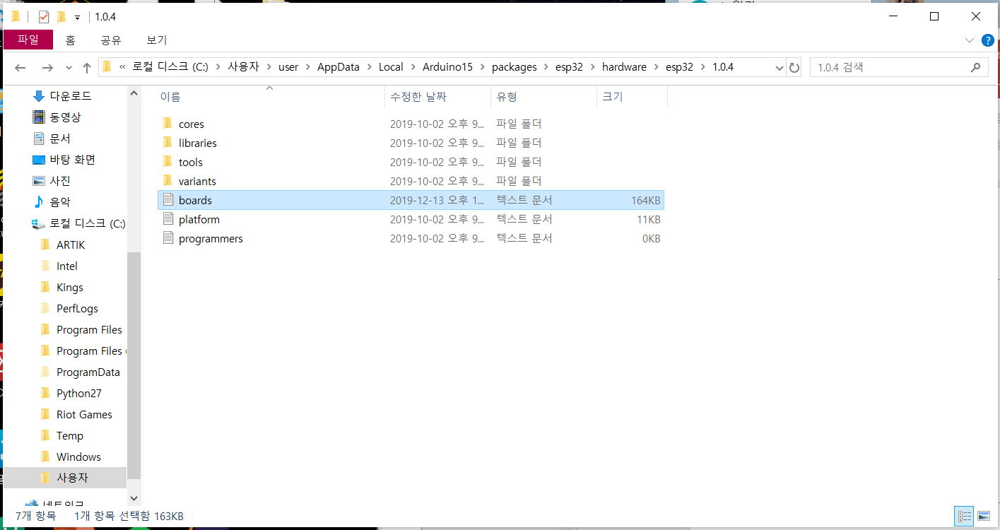 1.0.4
파일 홈 공유 보기
« 로컬 디스크 (C:) > 사용자 > user > AppData > Local > Arduino15 > packages > esp32 > hardware > esp32 > 1.0.4
1.0.4 검색
다운로드
동영상
문서
바탕 화면
사진
음악
로컬 디스크 (C:)
ARTIK
Intel
Kings
PerfLogs
Program Files
Program Files
ProgramData
Python27
Riot Games
Temp
Windows
사용자
네트워크
이름 수정한 날짜 유형 크기
cores 2019-10-02 오후 9... 파일 폴더
libraries 2019-10-02 오후 9... 파일 폴더
tools 2019-10-02 오후 9... 파일 폴더
variants 2019-10-02 오후 9... 파일 폴더
boards 2019-12-13 오후 1... 텍스트 문서 164KB
platform 2019-10-02 오후 9... 텍스트 문서 11KB
programmers 2019-10-02 오후 9... 텍스트 문서 0KB
7개 항목 1개 항목 선택함 163KB